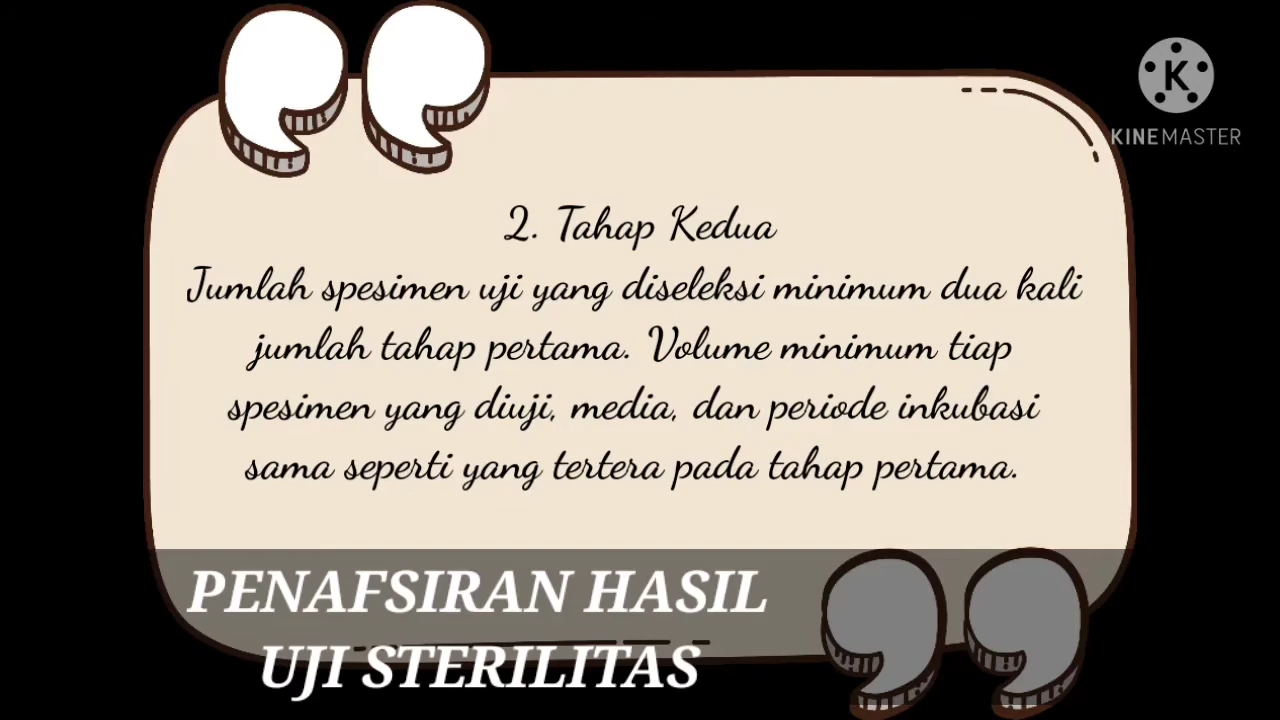 KINEMASTER
2. Tahap Kedua
Jumlah spesimen uji yang diseleksi minimum dua kali
jumlah tahap pertama. Volume minimum tiap
spesimen yang diuji, media, dan periode inkubasi
sama seperti yang tertera pada tahap pertama.
PENAFSIRAN HASIL
UJI STERILITAS